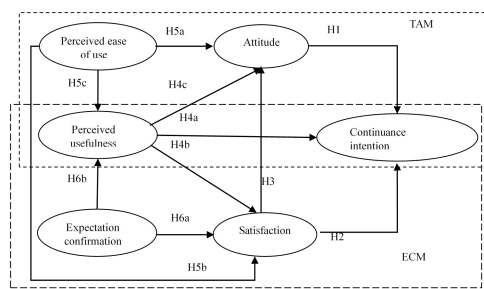 H1
TAM
Perceived ease
of use
H5a
Attitude
H5c
H4c
Perceived
usefulness
H4a
H4b
Continuance
intention
H6b
H3
Expectation
confirmation
H6a
Satisfaction
H2
H5b
ECM